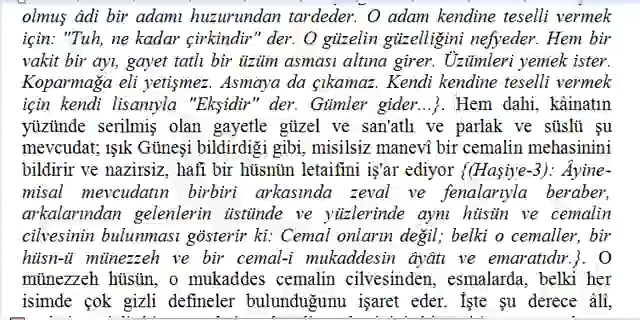 olmuş âdi bir adamı huzurundan tardeder. O adam kendine teselli vermek
için: "Tuh, ne kadar çirkindir" der. O güzelin güzelliğini nefyeder. Hem bir
vakit bir ayı, gayet tatlı bir üzüm asması altına girer. Üzümleri yemek ister.
Koparmağa eli yetişmez. Asmaya da çıkamaz. Kendi kendine teselli vermek
için kendi lisanıyla "Ekşidir" der. Gümler gider...}. Hem dahi, kâinatın
yüzünde serilmiş olan gayetle güzel ve san'atlı ve parlak ve süslü şu
mevcudat; ışık Güneşi bildirdiği gibi, misilsiz manevî bir cemalin mehasinini
bildirir ve nazirsiz, hafî bir hüsnün letaifini iş'ar ediyor {(Haşiye-3): Âyine-
misal mevcudatın birbiri arkasında zeval ve fenalarıyla beraber,
arkalarından gelenlerin üstünde ve yüzlerinde aynı hüsün ve cemalin
cilvesinin bulunması gösterir ki: Cemal onların değil; belki o cemaller, bir
hüsn-ü münezzeh ve bir cemal-i mukaddesin âyâtı ve emaratıdır.}. O
münezzeh hüsün, o mukaddes cemalin cilvesinden, esmalarda, belki her
isimde çok gizli defineler bulunduğunu işaret eder. İşte şu derece âlî,